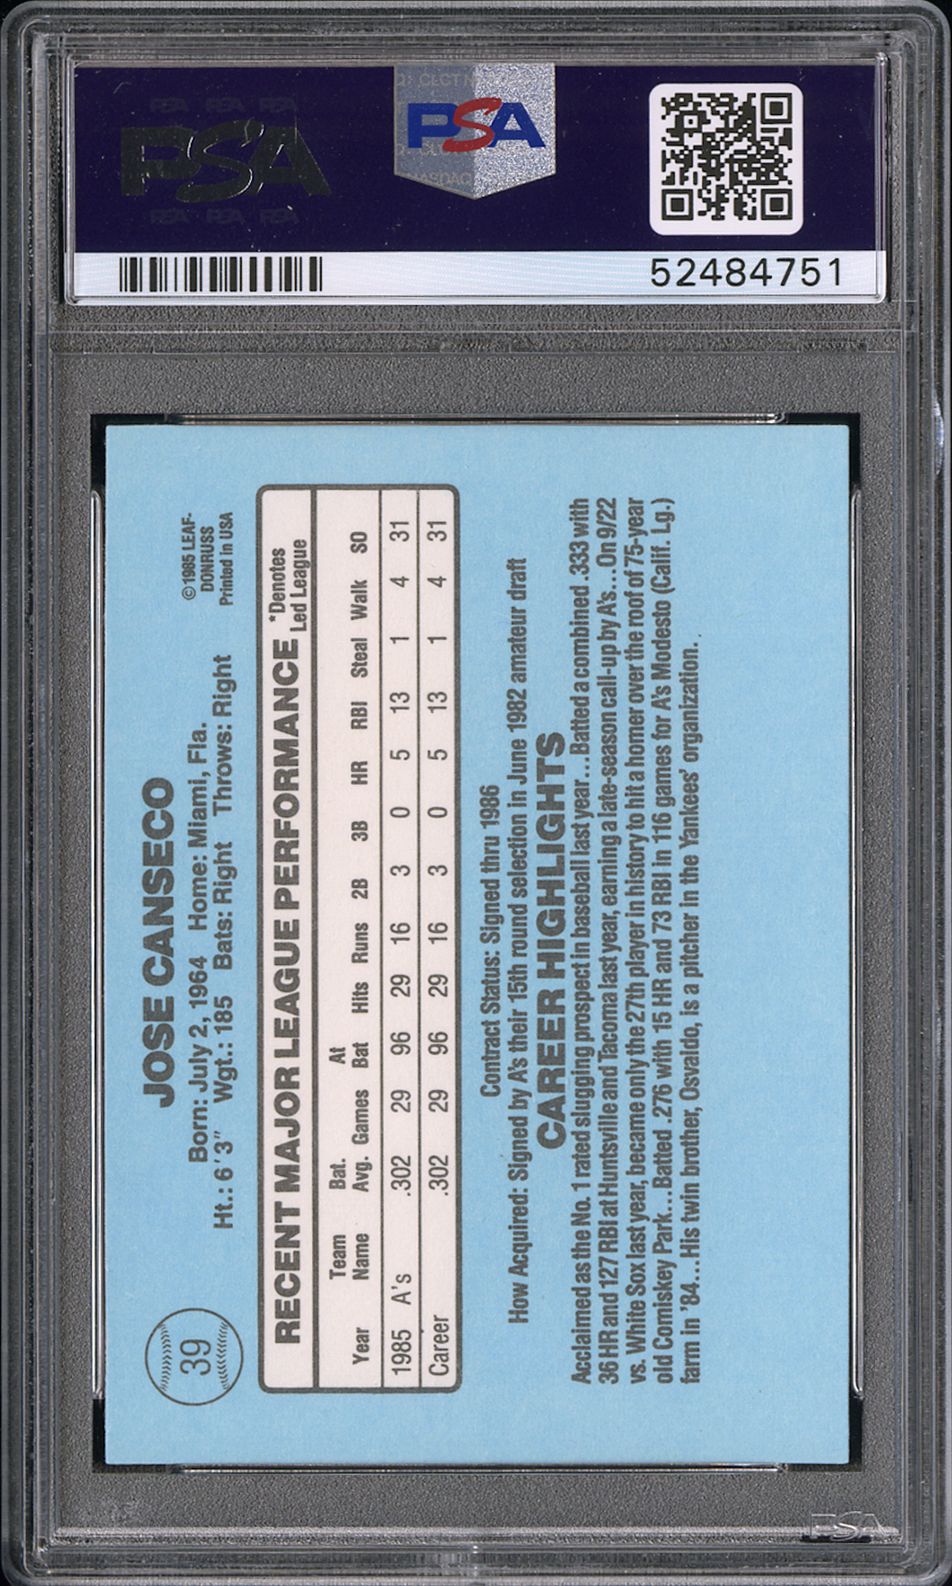 PSA
PSA
52484751
39
JOSE CANSECO
Born: July 2, 1964 Home: Miami, Fla.
Ht.: 6'3" Wgt.: 185 Bats: Right Throws: Right
©1985 LEAF-
DONRUSS
Printed in USA
RECENT MAJOR LEAGUE PERFORMANCE
*Denotes
Led League
Year Team Name Bat. Avg. Games At Bat Hits Runs 2B 3B HR RBI Steal Walk SO
1985 A's .302 29 96 29 16 3 0 5 13 1 4 31
Career .302 29 96 29 16 3 0 5 13 1 4 31
Contract Status: Signed thru 1986
How Acquired: Signed by A's their 15th round selection in June 1982 amateur draft
CAREER HIGHLIGHTS
Acclaimed as the No. 1 rated slugging prospect in baseball last year...Batted a combined .333 with
36 HR and 127 RBI at Huntsville and Tacoma last year, earning a late-season call-up by A's...On 9/22
vs. White Sox last year, became only the 27th player in history to hit a homer over the roof of 75-year
old Comiskey Park...Batted .276 with 15 HR and 73 RBI in 116 games for A's Modesto (Calif. Lg.)
farm in '84...His twin brother, Osvaldo, is a pitcher in the Yankees' organization.
PSA